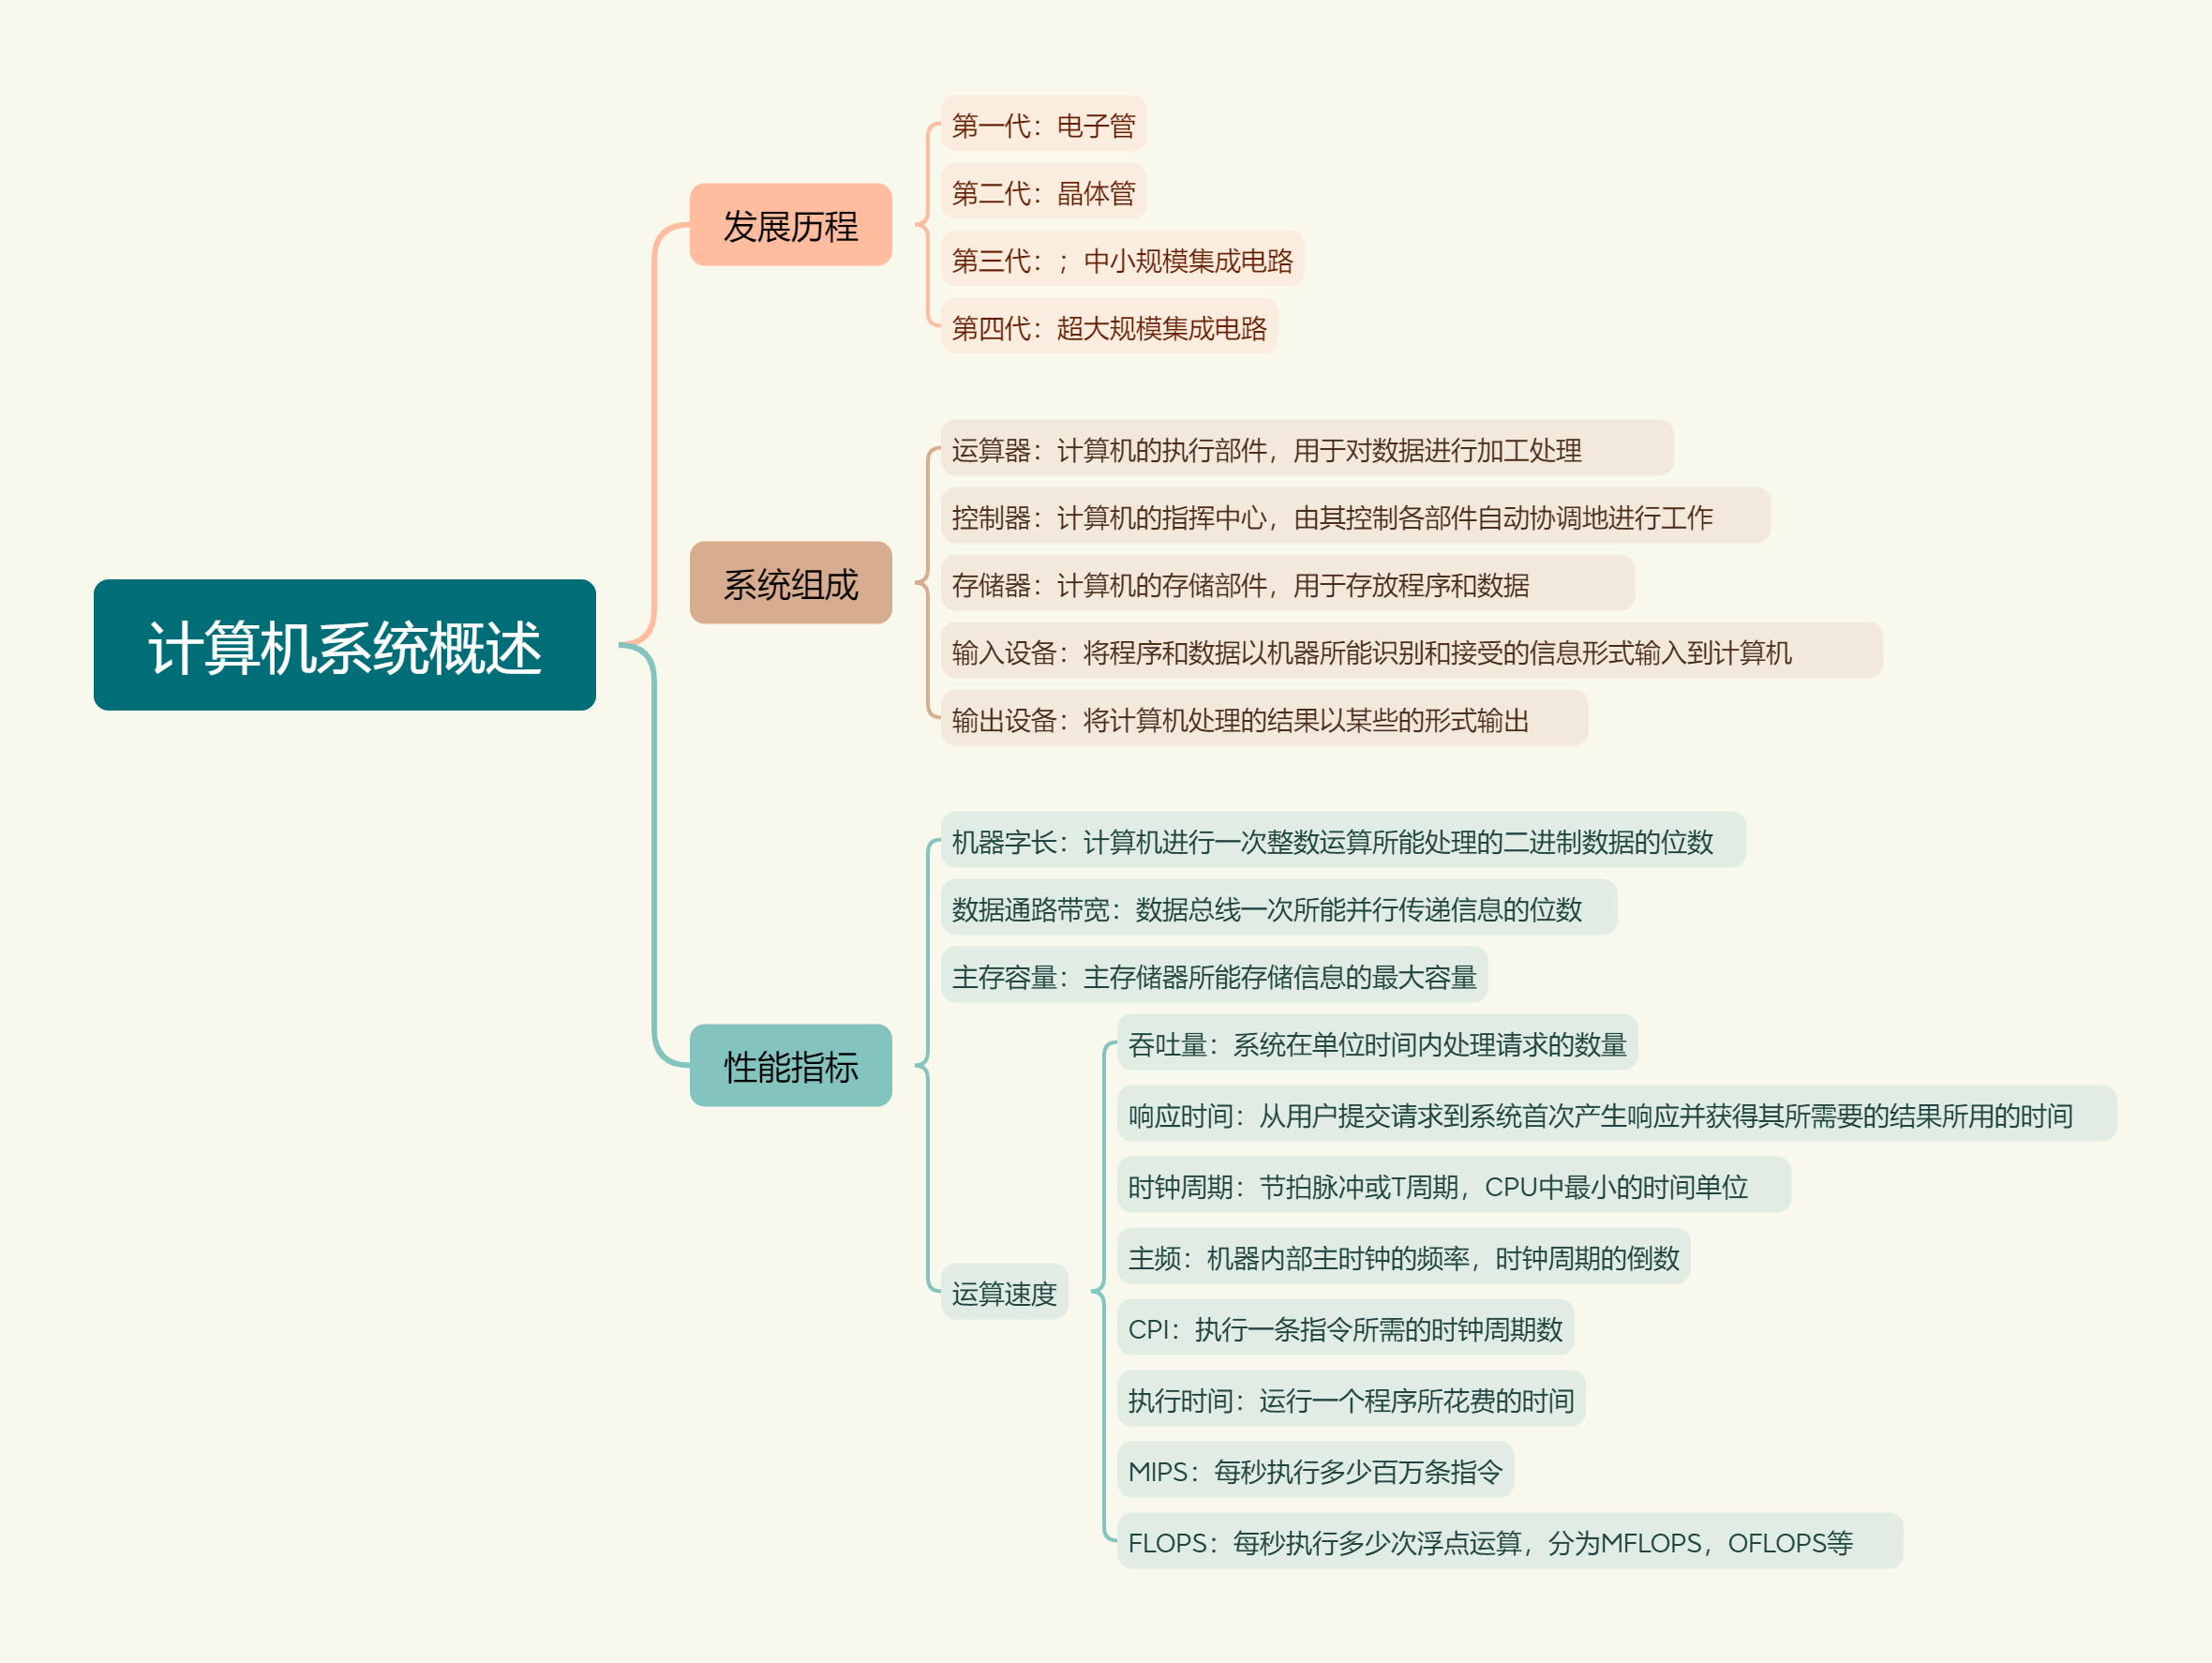 计算机系统概述
发展历程
第一代：电子管
第二代：晶体管
第三代：；中小规模集成电路
第四代：超大规模集成电路
系统组成
运算器：计算机的执行部件，用于对数据进行加工处理
控制器：计算机的指挥中心，由其控制各部件自动协调地进行工作
存储器：计算机的存储部件，用于存放程序和数据
输入设备：将程序和数据以机器所能识别和接受的信息形式输入到计算机
输出设备：将计算机处理的结果以某些的形式输出
性能指标
机器字长：计算机进行一次整数运算所能处理的二进制数据的位数
数据通路带宽：数据总线一次所能并行传递信息的位数
主存容量：主存储器所能存储信息的最大容量
运算速度
吞吐量：系统在单位时间内处理请求的数量
响应时间：从用户提交请求到系统首次产生响应并获得其所需要的结果所用的时间
时钟周期：节拍脉冲或T周期，CPU中最小的时间单位
主频：机器内部主时钟的频率，时钟周期的倒数
CPI：执行一条指令所需的时钟周期数
执行时间：运行一个程序所花费的时间
MIPS：每秒执行多少百万条指令
FLOPS：每秒执行多少次浮点运算，分为MFLOPS，OFLOPS等